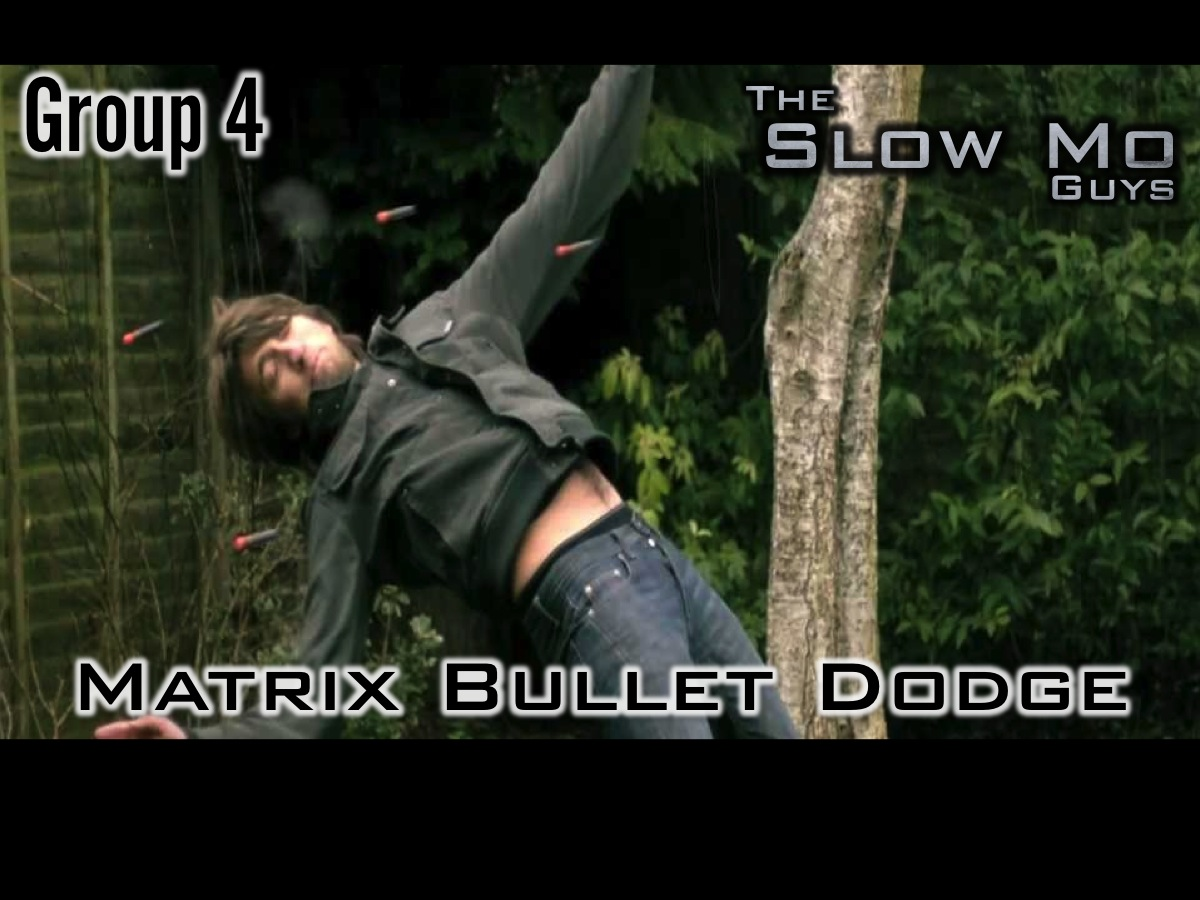 Group 4
The
Slow Mo
Guys
Matrix Bullet Dodge